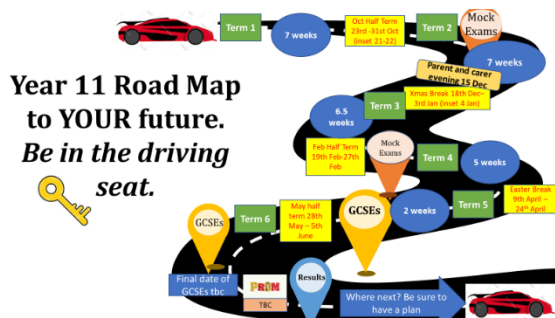 Year 11 Road Map
to YOUR future.
Be in the driving
seat.
Term 1
7 weeks
Oct Half Term
23rd -31st Oct
(inset 21-22)
Term 2
Mock
Exams
7 weeks
Parent and carer
evening 15 Dec
Xmas Break 18th Dec–
3rd Jan (Inset 4 Jan)
Term 3
6.5
weeks
Feb Half Term
19th Feb-27th
Feb
Mock
Exams
Term 4
5
weeks
Easter Break
9th April –
24th April
Term 5
2 weeks
GCSEs
May half
term 28th
May – 5th
June
Term 6
GCSEs
Final date of
GCSEs tbc
PROM
TBC
Results
Where next? Be sure to
have a plan